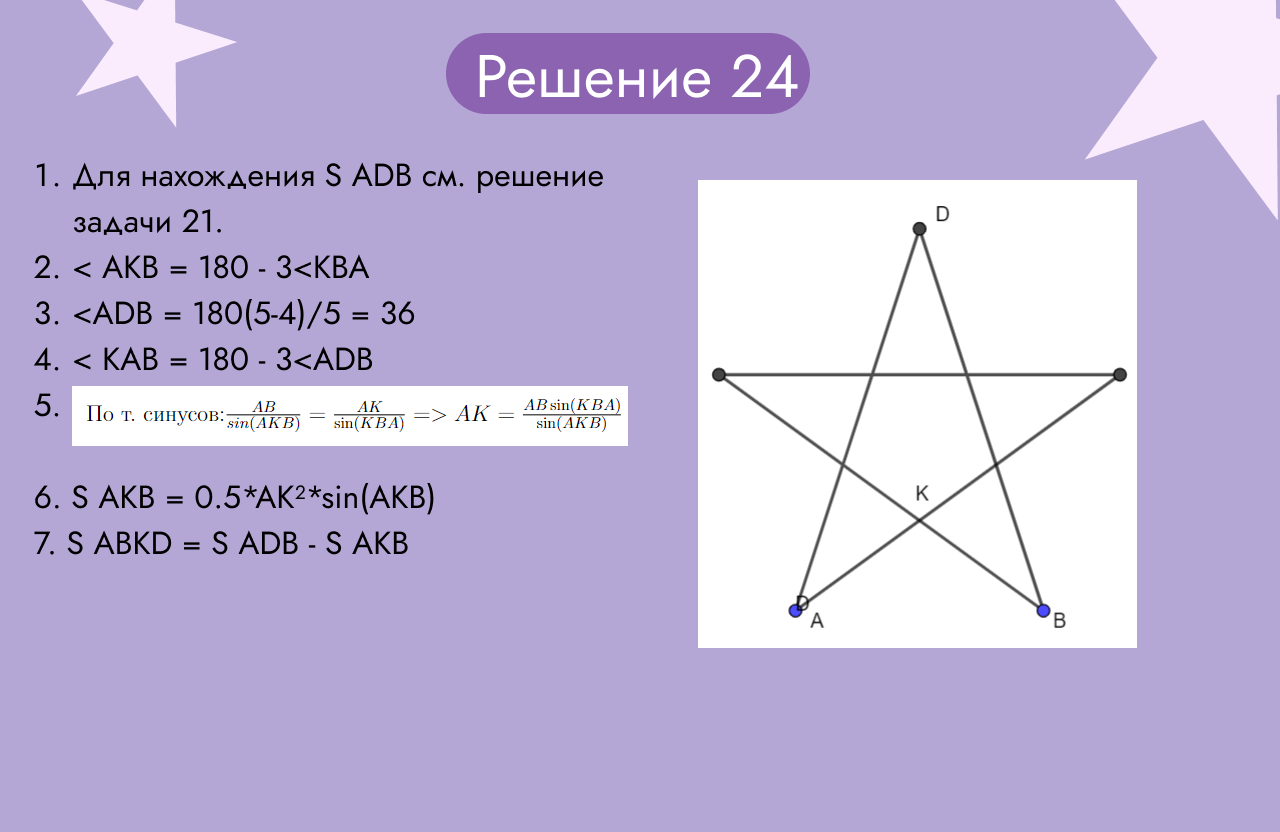 Решение 24
1. Для нахождения S ADB см. решение
задачи 21.
2. < AKB = 180 - 3<KBA
3. <ADB = 180(5-4)/5 = 36
4. < KAB = 180 - 3<ADB
5. По т. синусов: \frac{AB}{sin(AKB)} = \frac{AK}{sin(KBA)} => AK = \frac{AB sin(KBA)}{sin(AKB)}
6. S AKB = 0.5*AK²*sin(AKB)
7. S ABKD = S ADB - S AKB
D
K
D
A
B